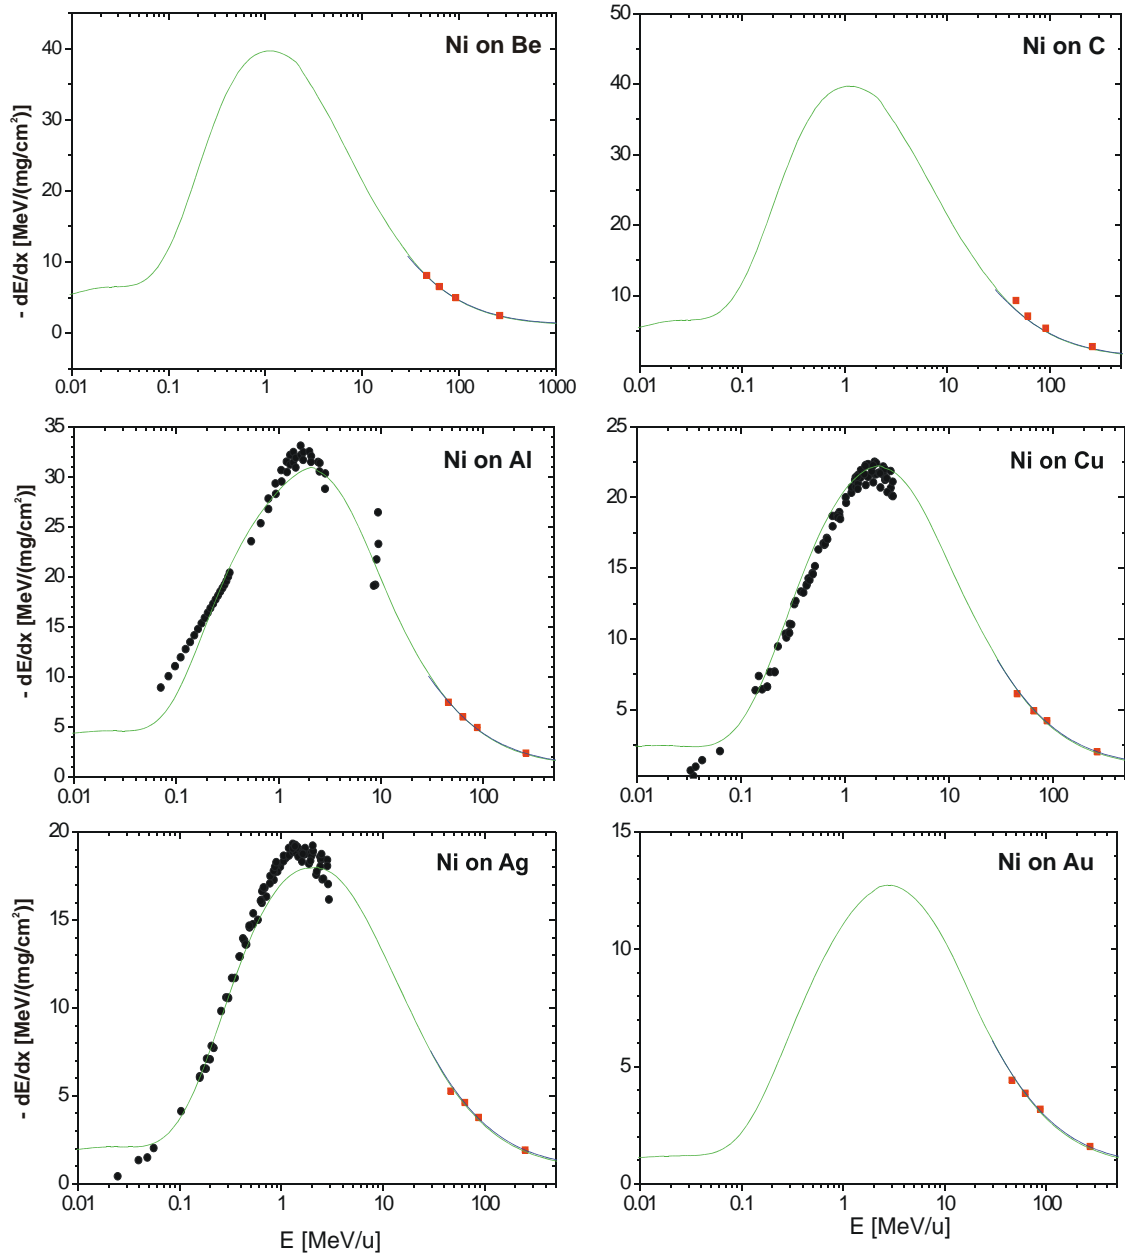 Ni on Be
- dE/dx [MeV/(mg/cm²)]
40
30
20
10
0
0.01 0.1 1 10 100 1000
Ni on C
50
40
30
20
10
0.01 0.1 1 10 100
Ni on Al
- dE/dx [MeV/(mg/cm²)]
35
30
25
20
15
10
5
0
0.01 0.1 1 10 100
Ni on Cu
25
20
15
10
5
0.01 0.1 1 10 100
Ni on Ag
- dE/dx [MeV/(mg/cm²)]
20
15
10
5
0
0.01 0.1 1 10 100
E [MeV/u]
Ni on Au
15
10
5
0
0.01 0.1 1 10 100
E [MeV/u]